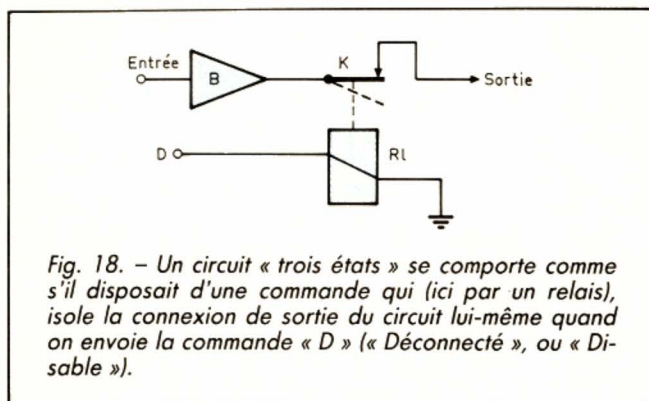 Entrée
B
K
Sortie
D
Rl
Fig. 18. – Un circuit « trois états » se comporte comme
s'il disposait d'une commande qui (ici par un relais),
isole la connexion de sortie du circuit lui-même quand
on envoie la commande « D » (« Déconnecté », ou « Di-
sable »).